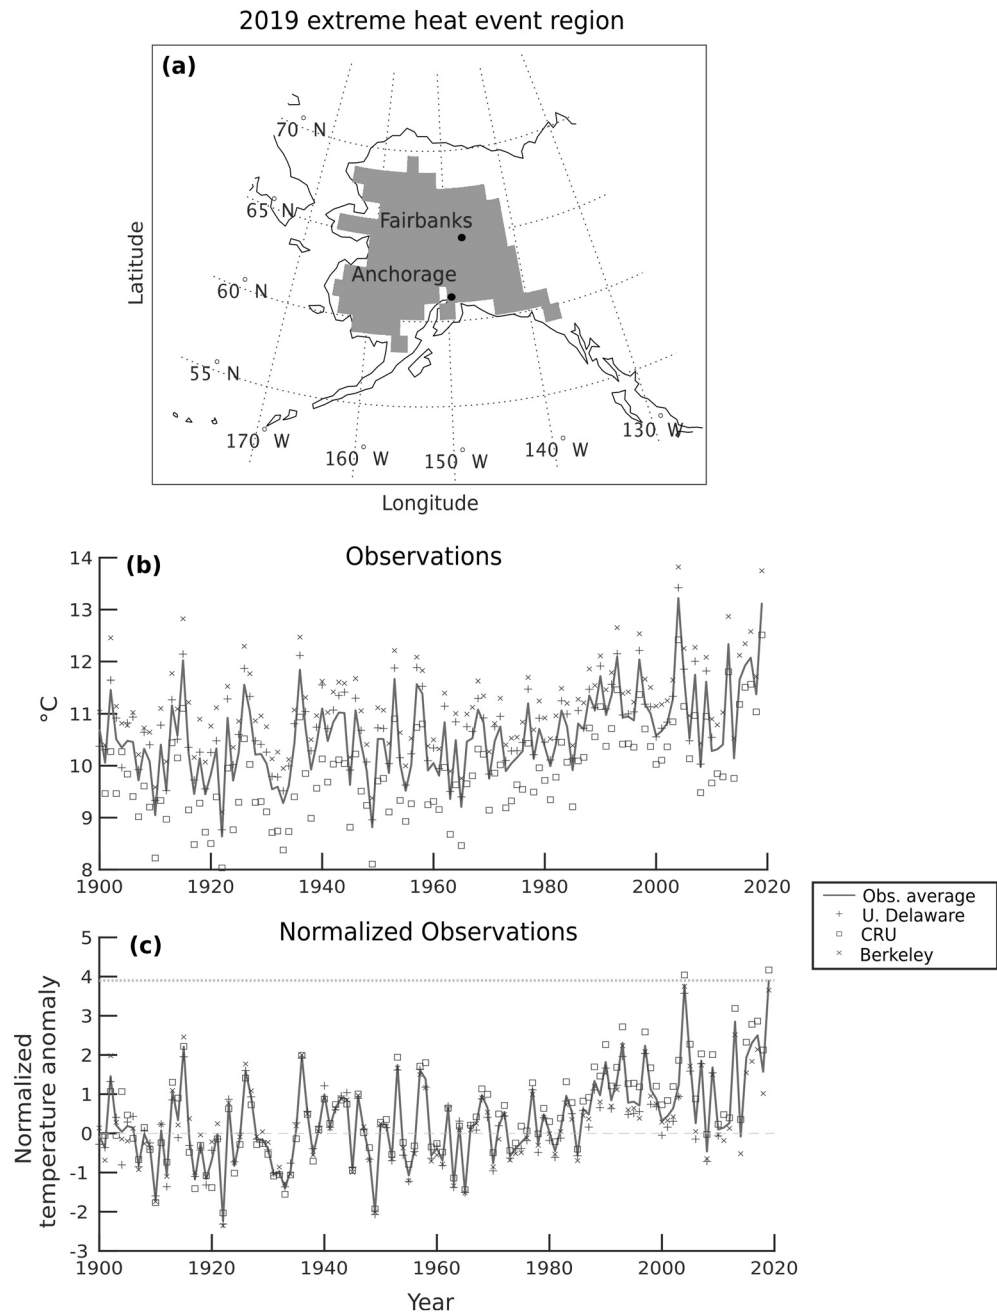 2019 extreme heat event region
(a)
70° N
65° N
Fairbanks
Anchorage
60° N
55° N
170° W
160° W
150° W
140° W
130° W
Latitude
Longitude
(b)
Observations
°C
14
13
12
11
10
9
8
1900
1920
1940
1960
1980
2000
2020
Obs. average
U. Delaware
CRU
Berkeley
(c)
Normalized Observations
Normalized
temperature anomaly
5
4
3
2
1
0
-1
-2
-3
1900
1920
1940
1960
1980
2000
2020
Year